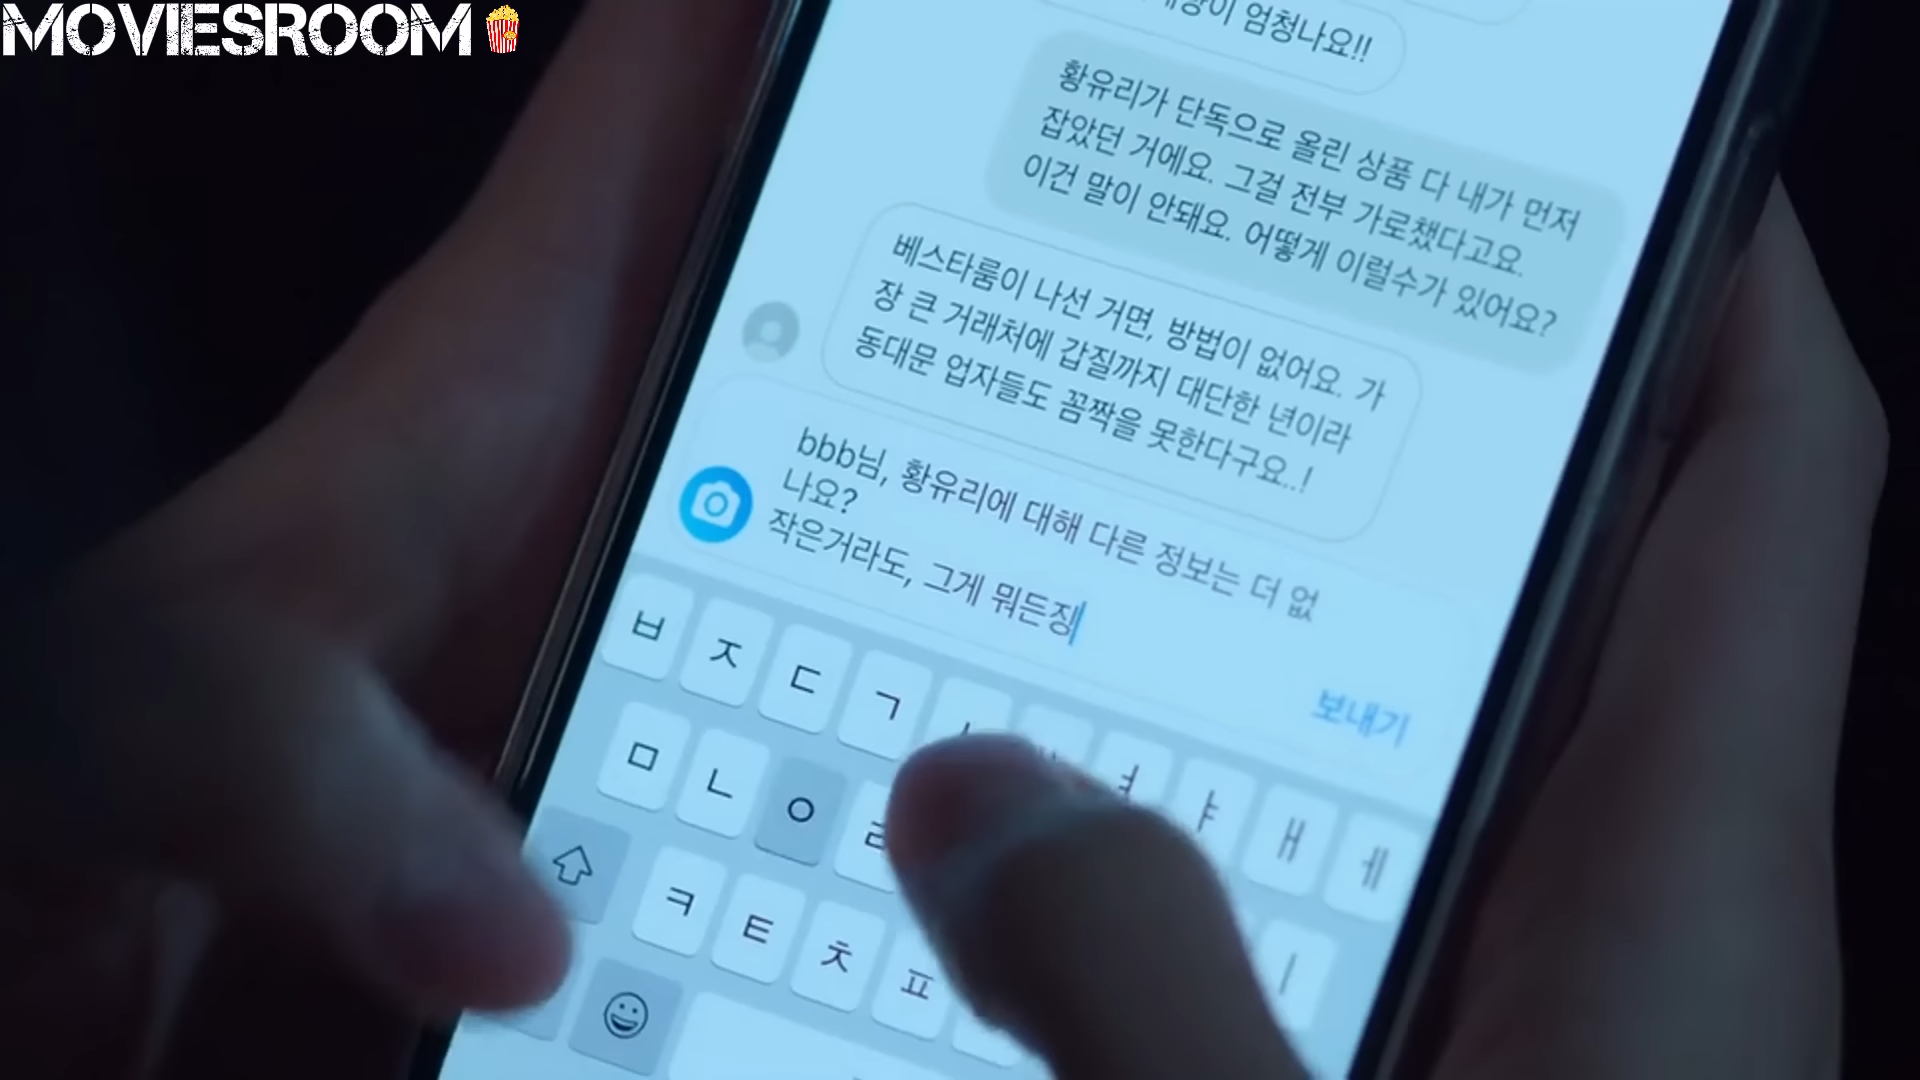 MOVIESROOM
엄청나요!!
황유리가 단독으로 올린 상품 다 내가 먼저
잡았던 거에요. 그걸 전부 가로챘다고요.
이건 말이 안돼요. 어떻게 이럴수가 있어요?
베스타룸이 나선 거면, 방법이 없어요. 가
장 큰 거래처에 갑질까지 대단한 년이라
동대문 업자들도 꼼짝을 못한다구요..!
bbb님, 황유리에 대해 다른 정보는 더 없
나요?
작은거라도, 그게 뭐든징
보내기
ㅂ ㅈ ㄷ ㄱ ㅕ ㅑ ㅐ ㅔ
ㅁ ㄴ ㅇ ㄹ
ㅋ ㅌ ㅊ ㅍ ㅣ